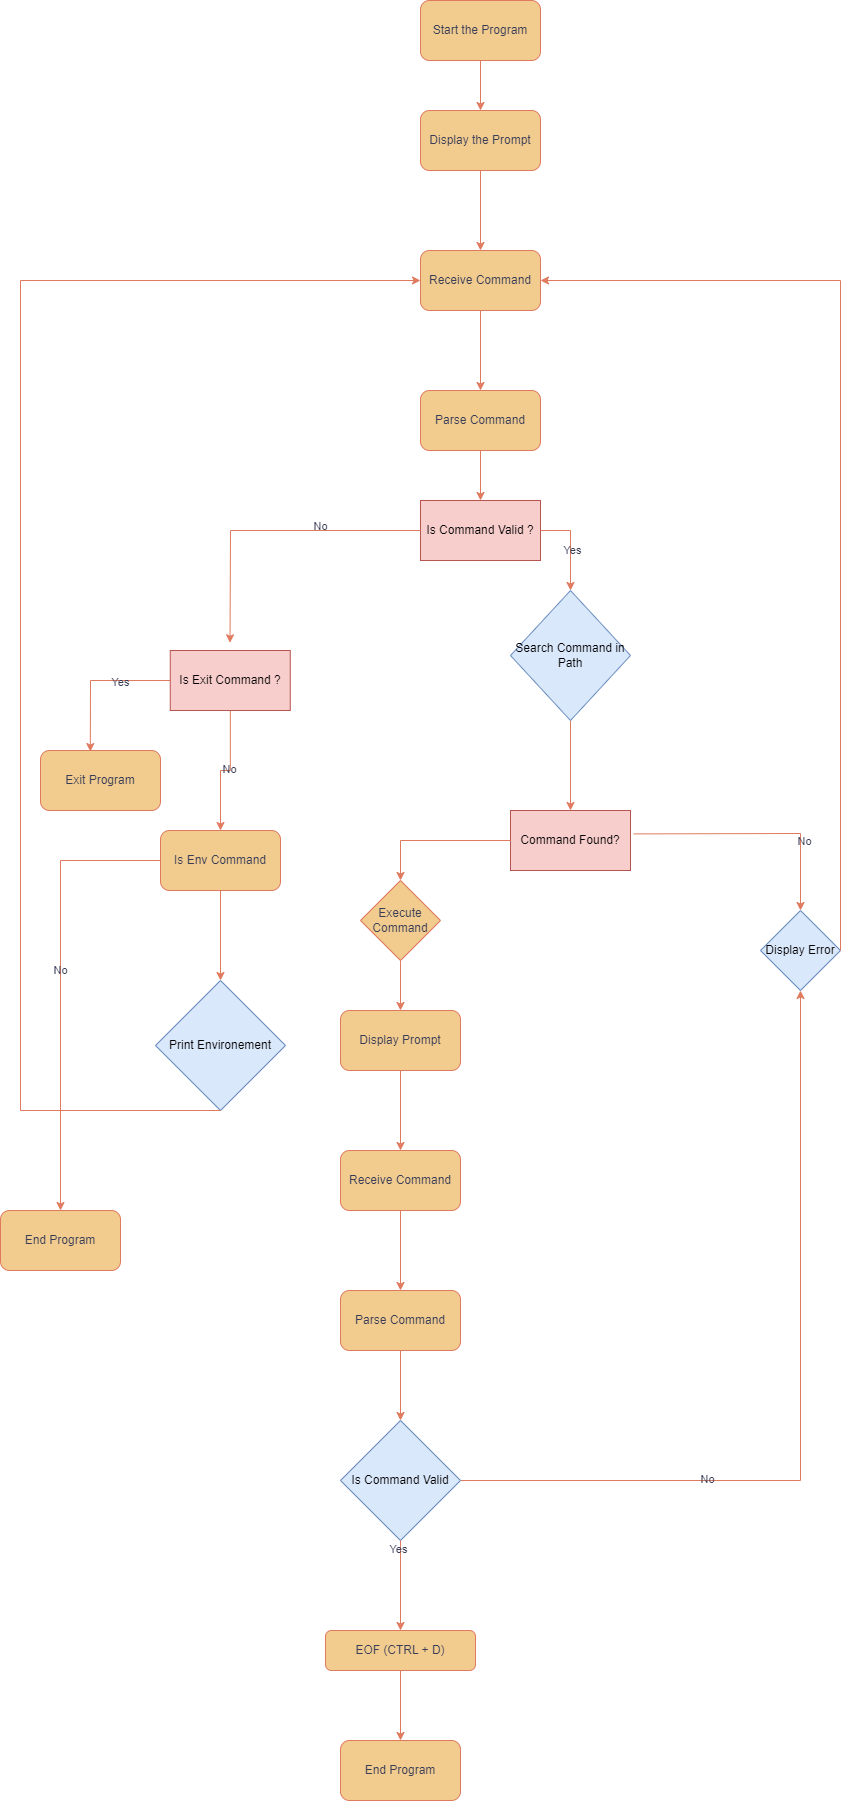 Start the Program
Display the Prompt
Receive Command
Parse Command
Is Command Valid ?
No
Yes
Search Command in
Path
Is Exit Command ?
Yes
Exit Program
No
Command Found?
No
Is Env Command
Execute
Command
Display Error
No
Print Environement
Display Prompt
Receive Command
End Program
Parse Command
Is Command Valid
No
Yes
EOF (CTRL + D)
End Program